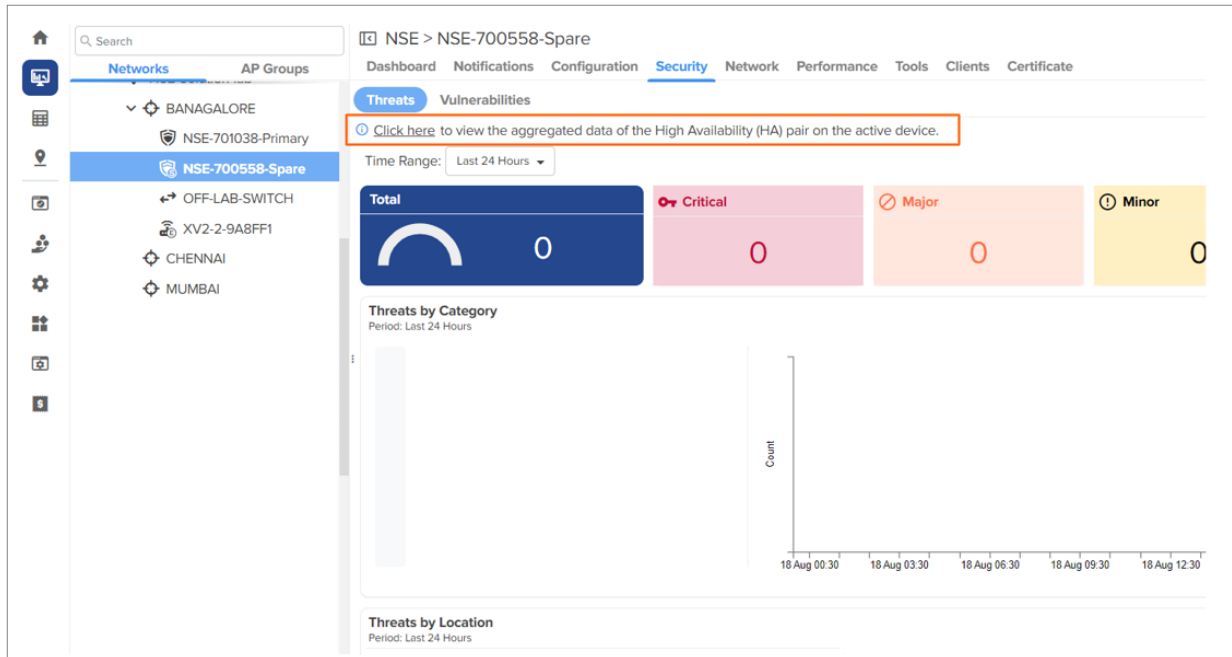 Search
Networks AP Groups
BANAGALORE
NSE-701038-Primary
NSE-700558-Spare
OFF-LAB-SWITCH
XV2-2-9A8FF1
CHENNAI
MUMBAI
NSE > NSE-700558-Spare
Dashboard Notifications Configuration Security Network Performance Tools Clients Certificate
Threats Vulnerabilities
Click here to view the aggregated data of the High Availability (HA) pair on the active device.
Time Range: Last 24 Hours
Total
0
Critical
0
Major
0
Minor
0
Threats by Category
Period: Last 24 Hours
Count
18 Aug 00:30 18 Aug 03:30 18 Aug 06:30 18 Aug 09:30 18 Aug 12:30
Threats by Location
Period: Last 24 Hours